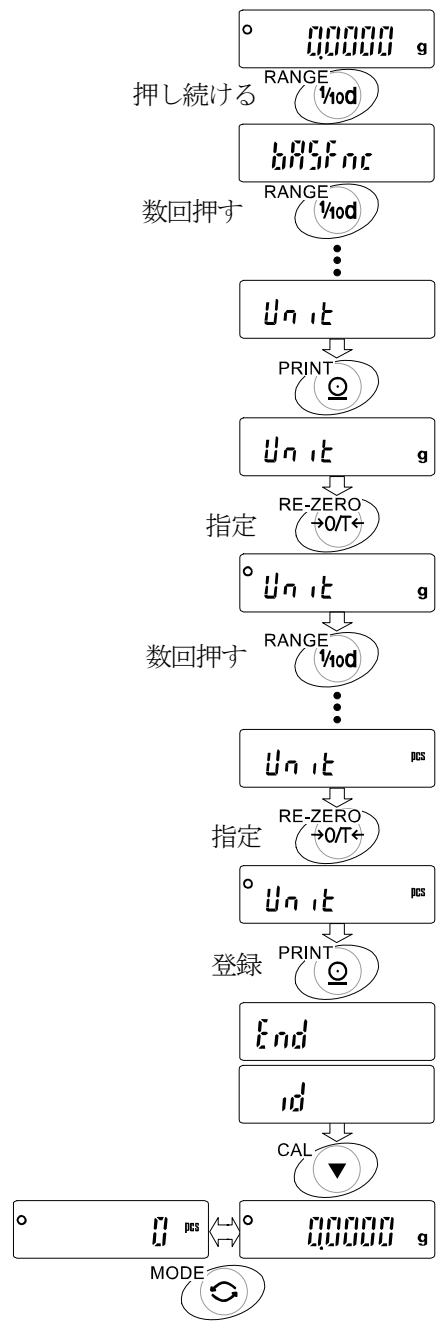 0.0000 g
RANGE
押し続ける 1/10d
bASFnc
RANGE
数回押す 1/10d
Unit
PRINT
Unit g
RE-ZERO
指定 →0/T←
Unit g
RANGE
数回押す 1/10d
Unit pcs
RE-ZERO
指定 →0/T←
Unit pcs
登録 PRINT
End
id
CAL
0 pcs 0.0000 g
MODE